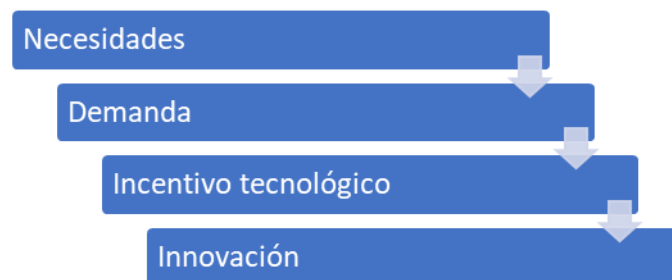 Necesidades
Demanda
Incentivo tecnológico
Innovación